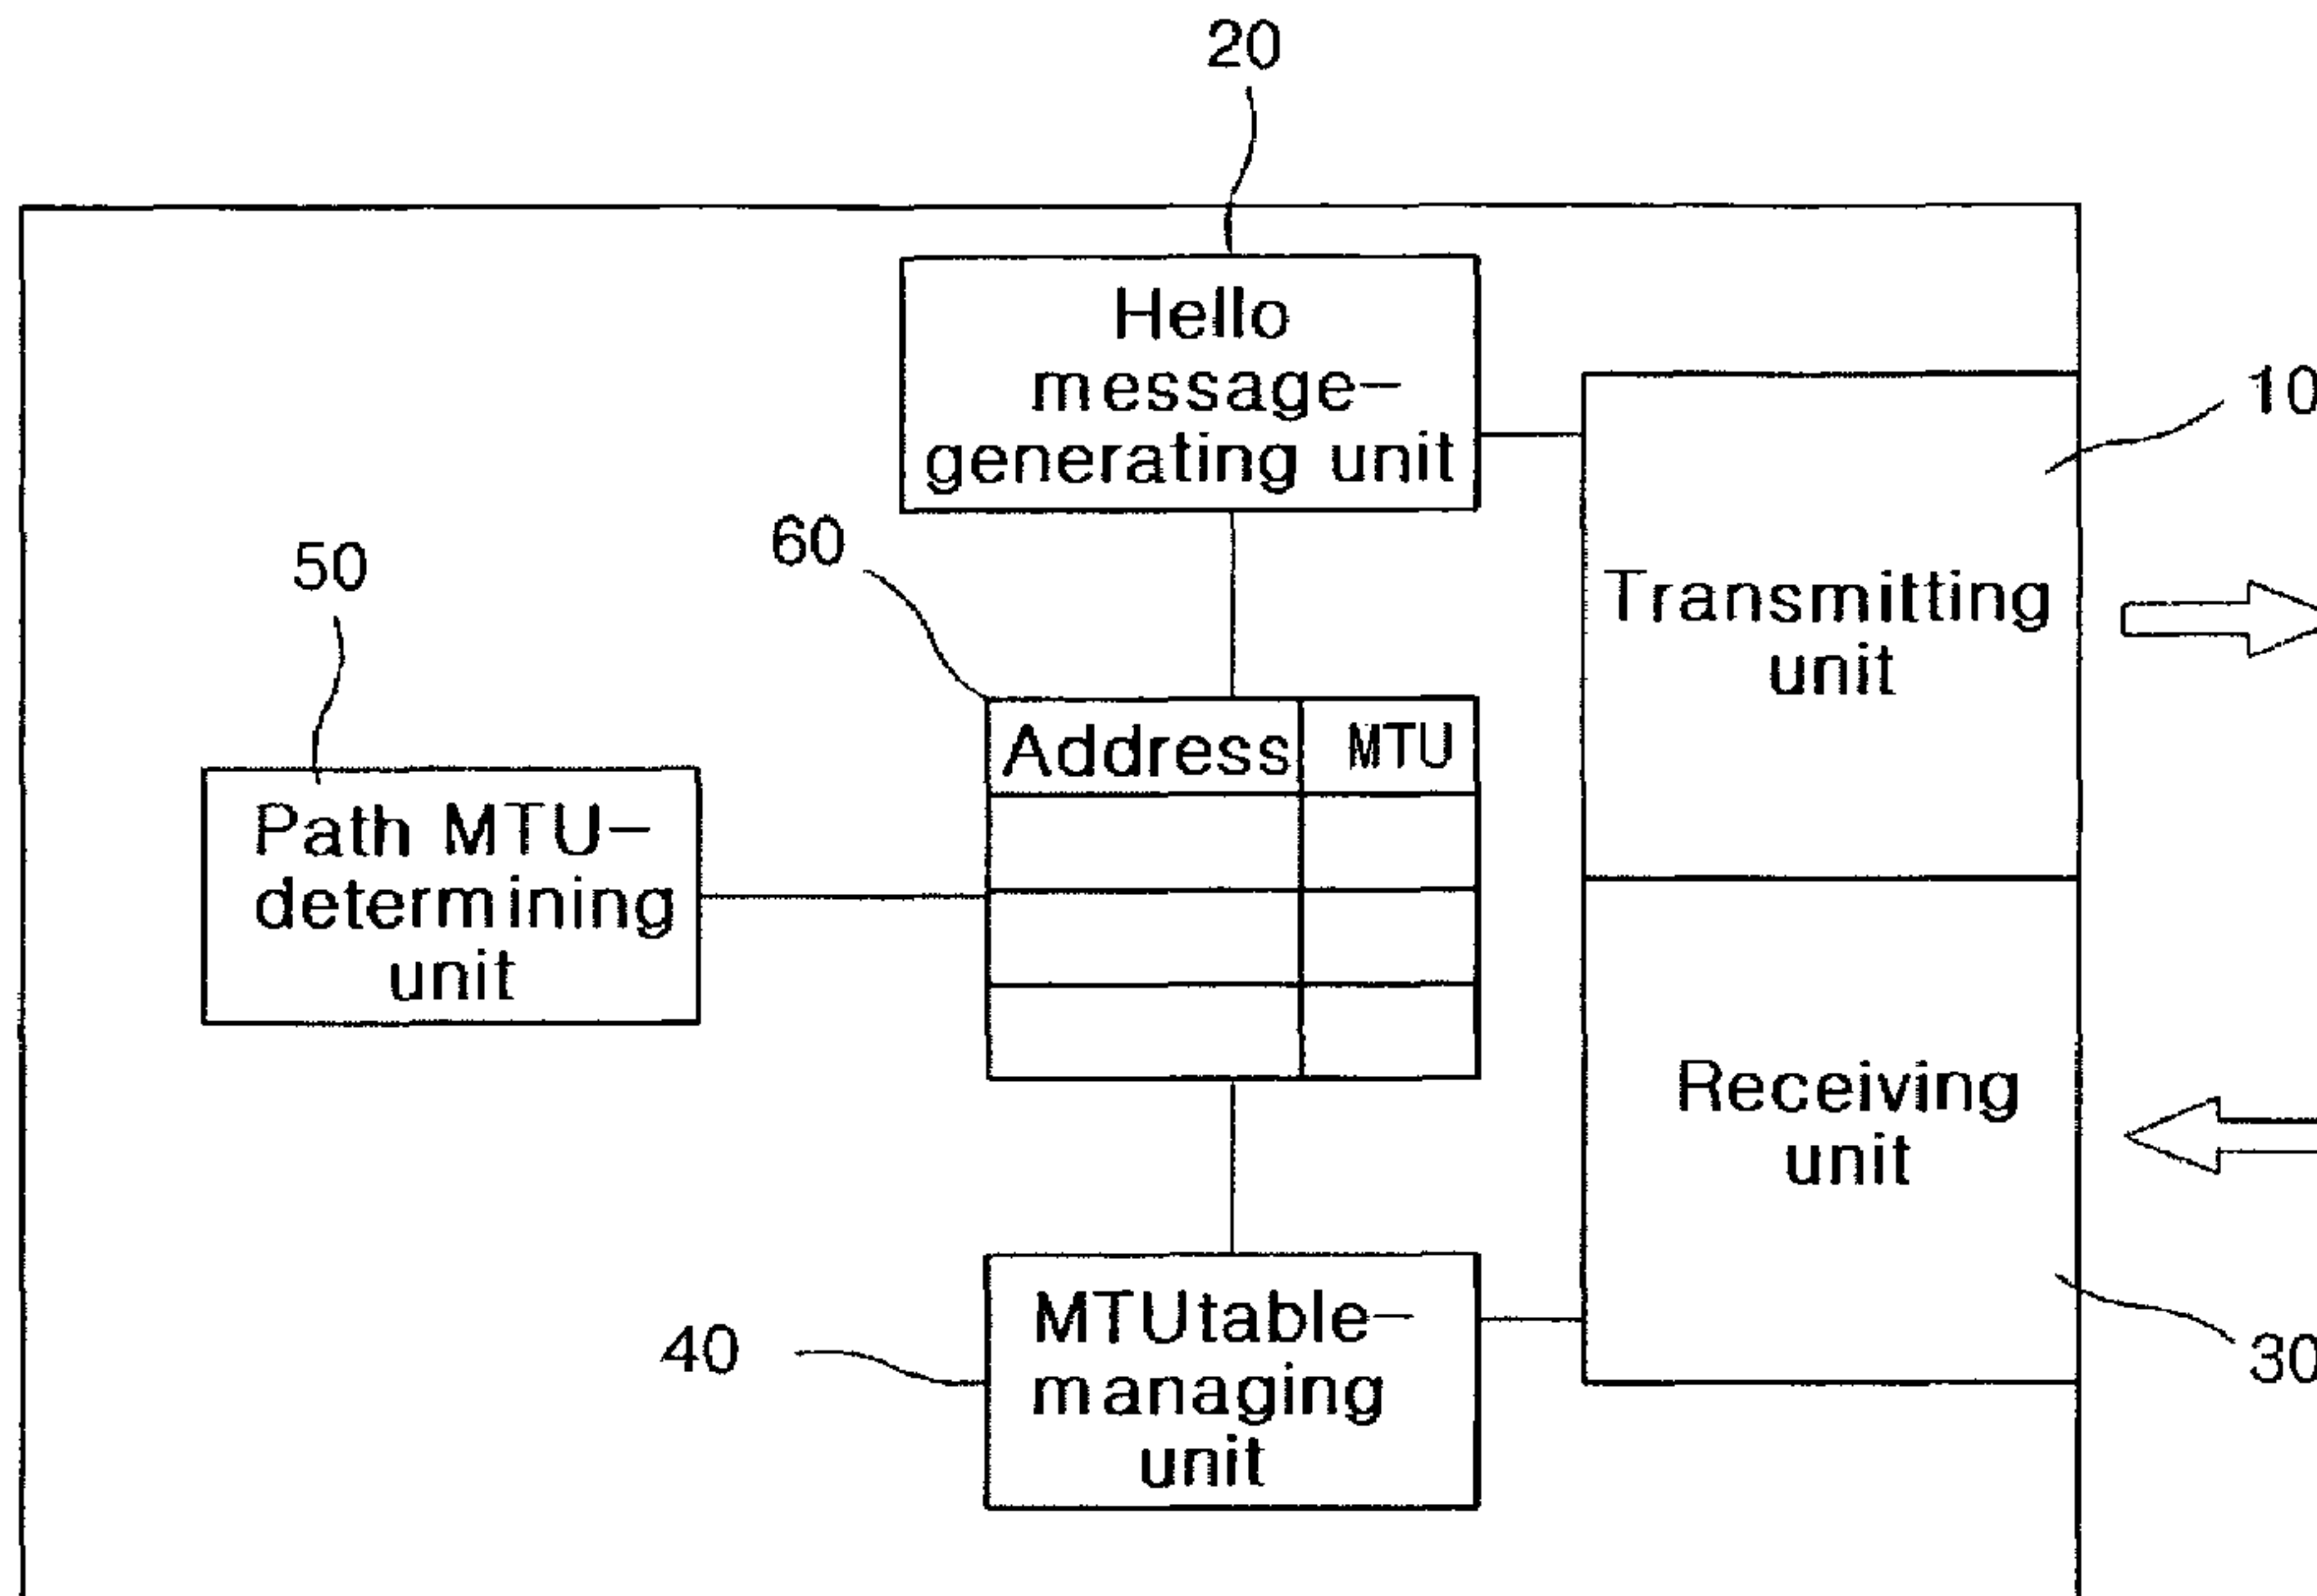 20
Hello
message-
generating unit
10
Transmitting
unit
60
50
Address MTU
Path MTU-
determining
unit
Receiving
unit
40
MTUtable-
managing
unit
30